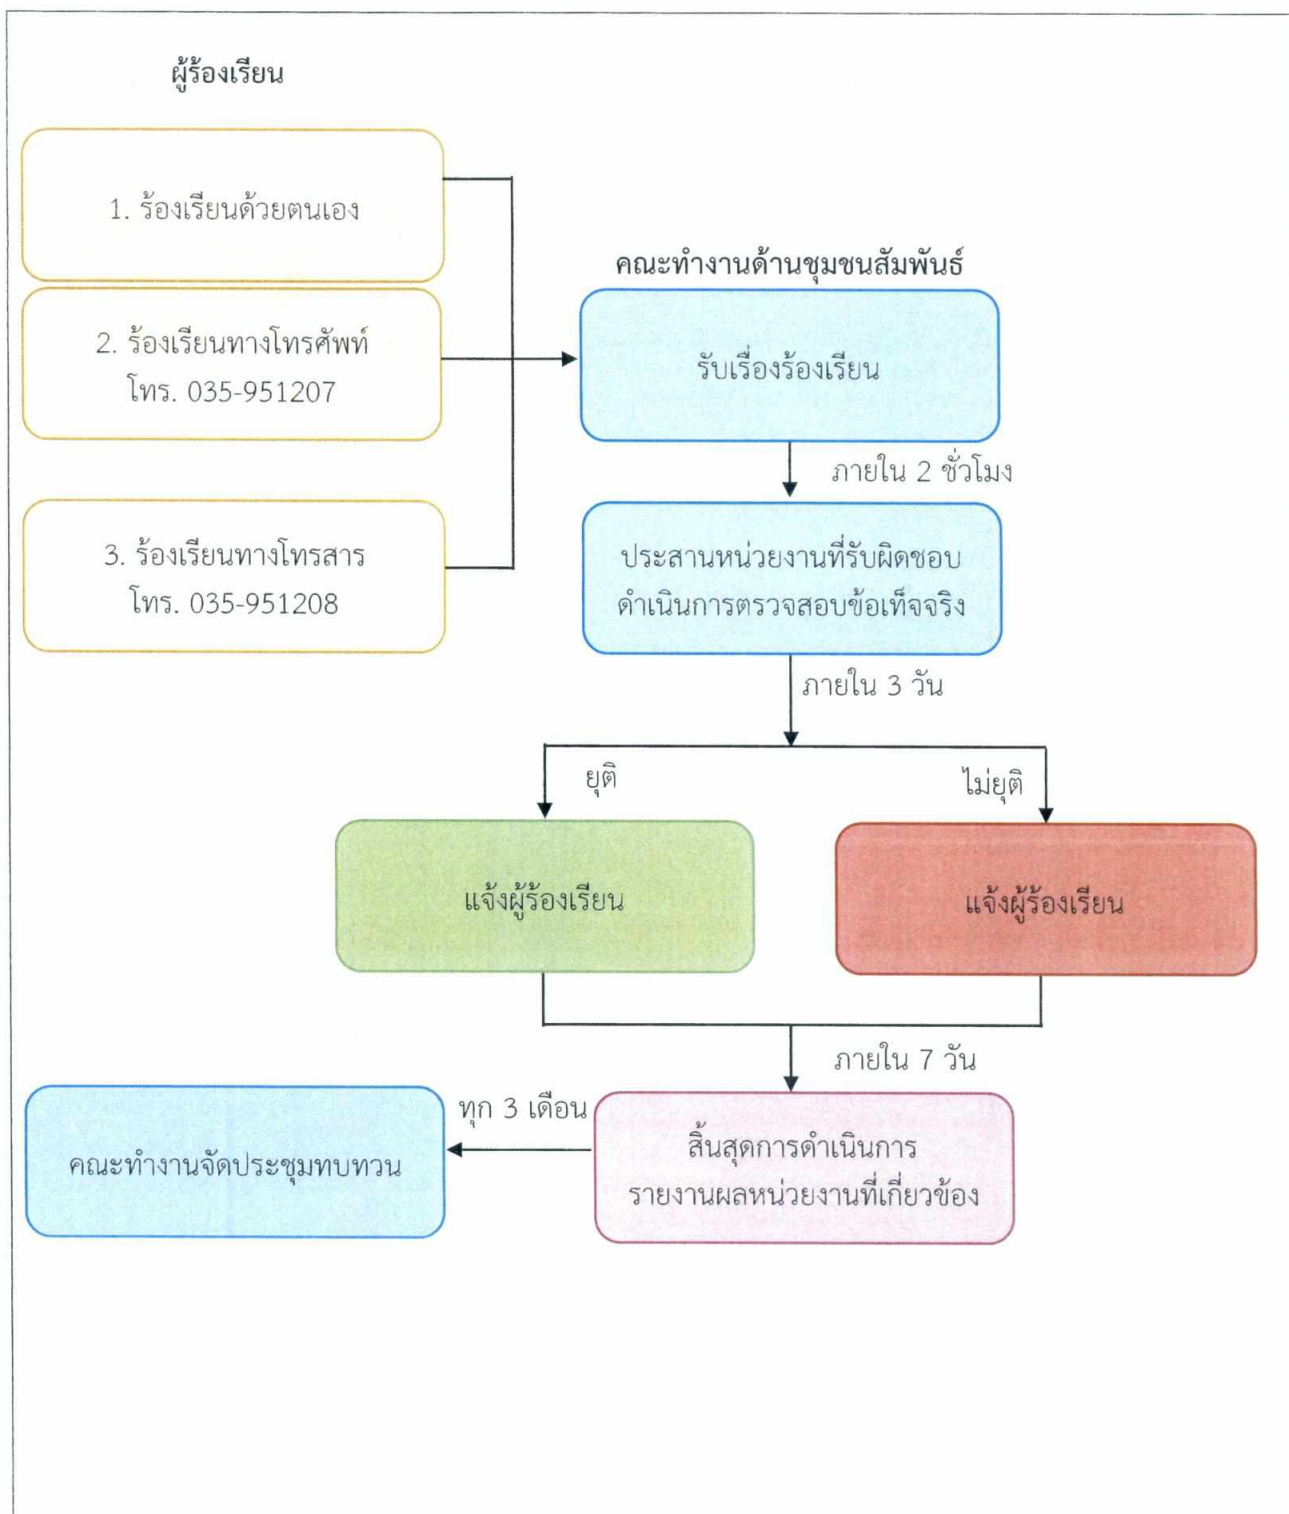 ผู้ร้องเรียน
1. ร้องเรียนด้วยตนเอง
2. ร้องเรียนทางโทรศัพท์
โทร. 035-951207
3. ร้องเรียนทางโทรสาร
โทร. 035-951208
คณะทำงานด้านชุมชนสัมพันธ์
รับเรื่องร้องเรียน
ภายใน 2 ชั่วโมง
ประสานหน่วยงานที่รับผิดชอบ
ดำเนินการตรวจสอบข้อเท็จจริง
ภายใน 3 วัน
ยุติ
ไม่ยุติ
แจ้งผู้ร้องเรียน
แจ้งผู้ร้องเรียน
ภายใน 7 วัน
สิ้นสุดการดำเนินการ
รายงานผลหน่วยงานที่เกี่ยวข้อง
ทุก 3 เดือน
คณะทำงานจัดประชุมทบทวน